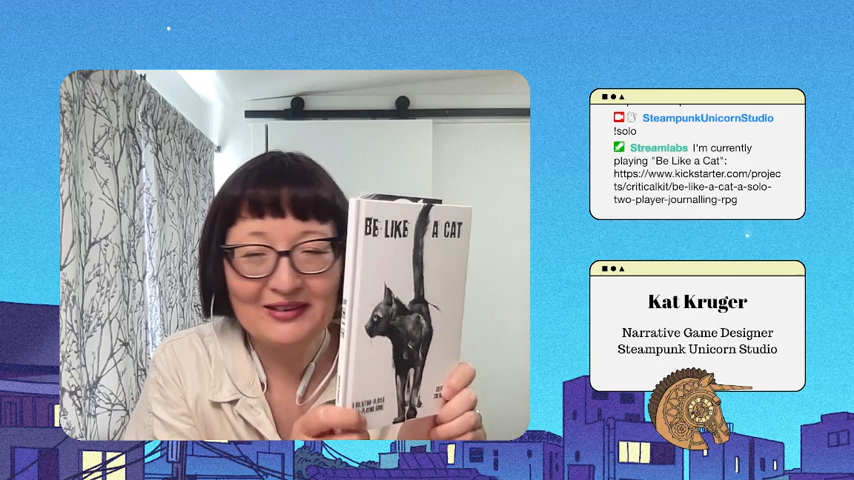 SteampunkUnicornStudio
!solo
Streamlabs I'm currently
playing "Be Like a Cat":
https://www.kickstarter.com/projec
ts/criticalkit/be-like-a-cat-a-solo-
two-player-journalling-rpg
BE LIKE A CAT
Kat Kruger
Narrative Game Designer
Steampunk Unicorn Studio